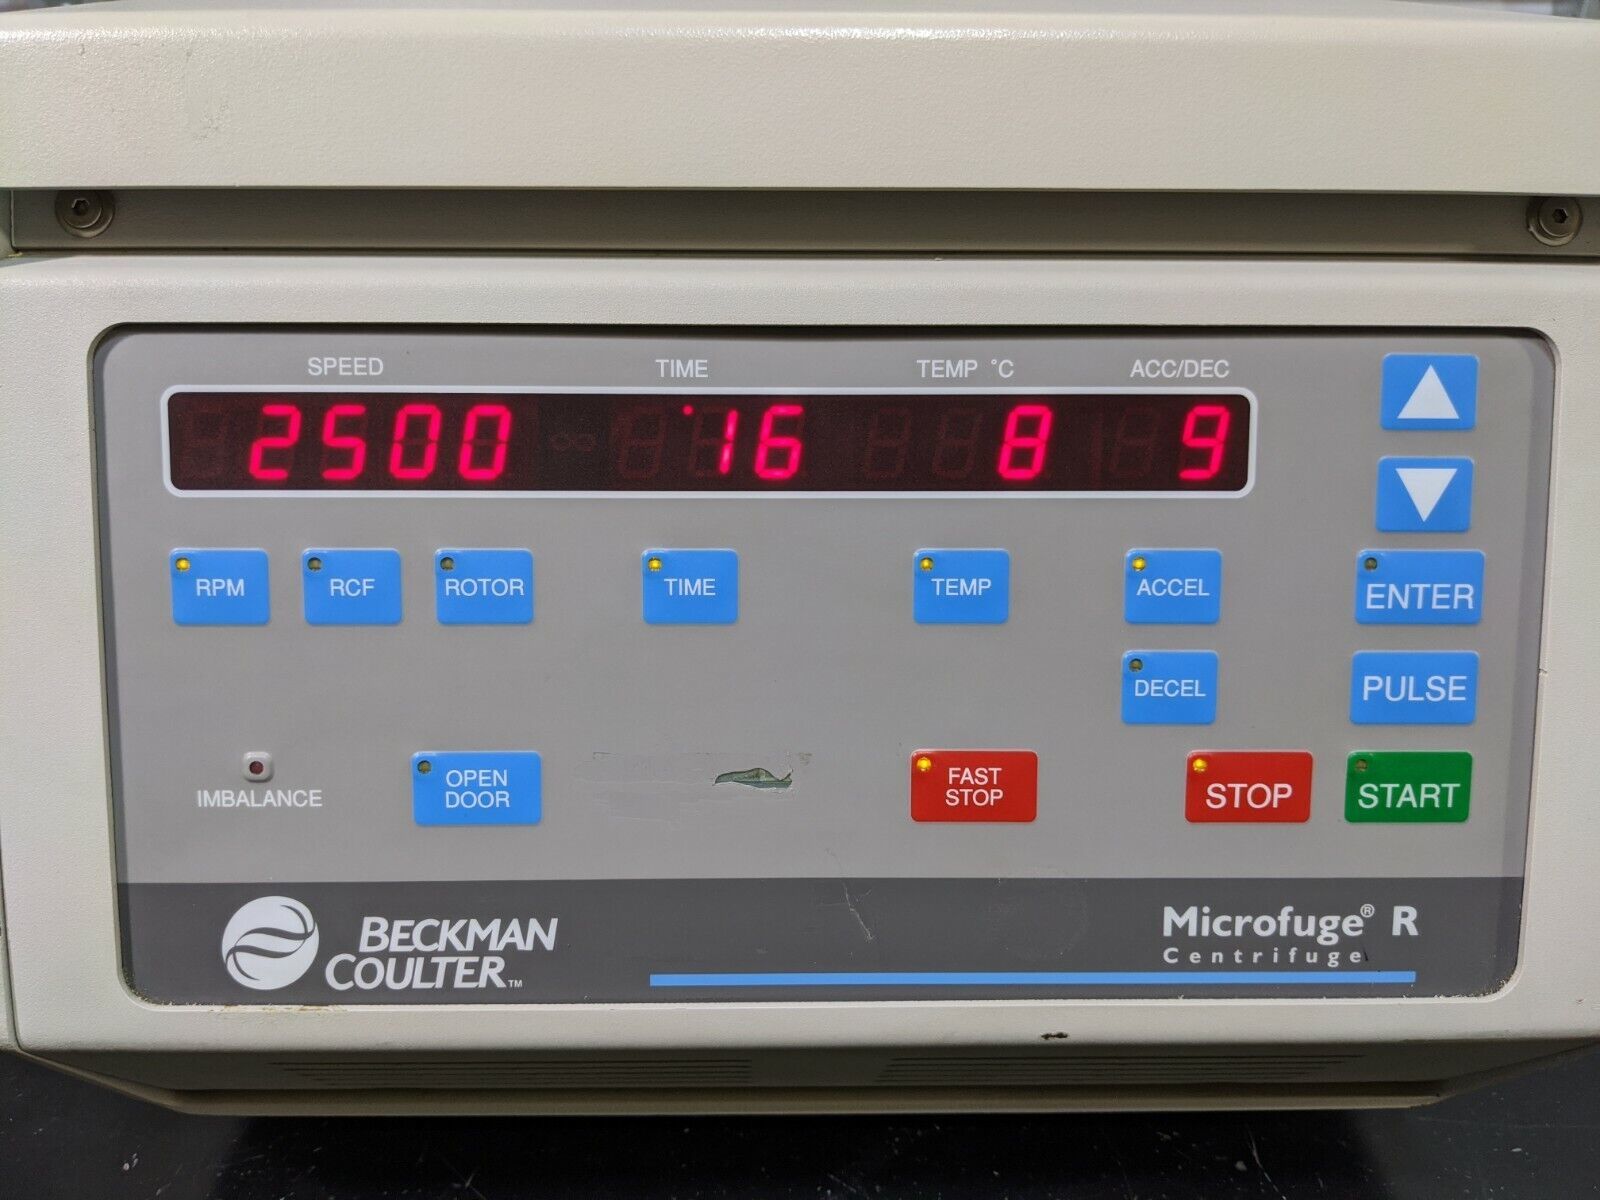 SPEED TIME TEMP °C ACC/DEC
2500 '16 8 9
RPM RCF ROTOR TIME TEMP ACCEL ENTER
DECEL PULSE
IMBALANCE OPEN DOOR FAST STOP STOP START
BECKMAN
COULTER™
Microfuge® R
Centrifuge